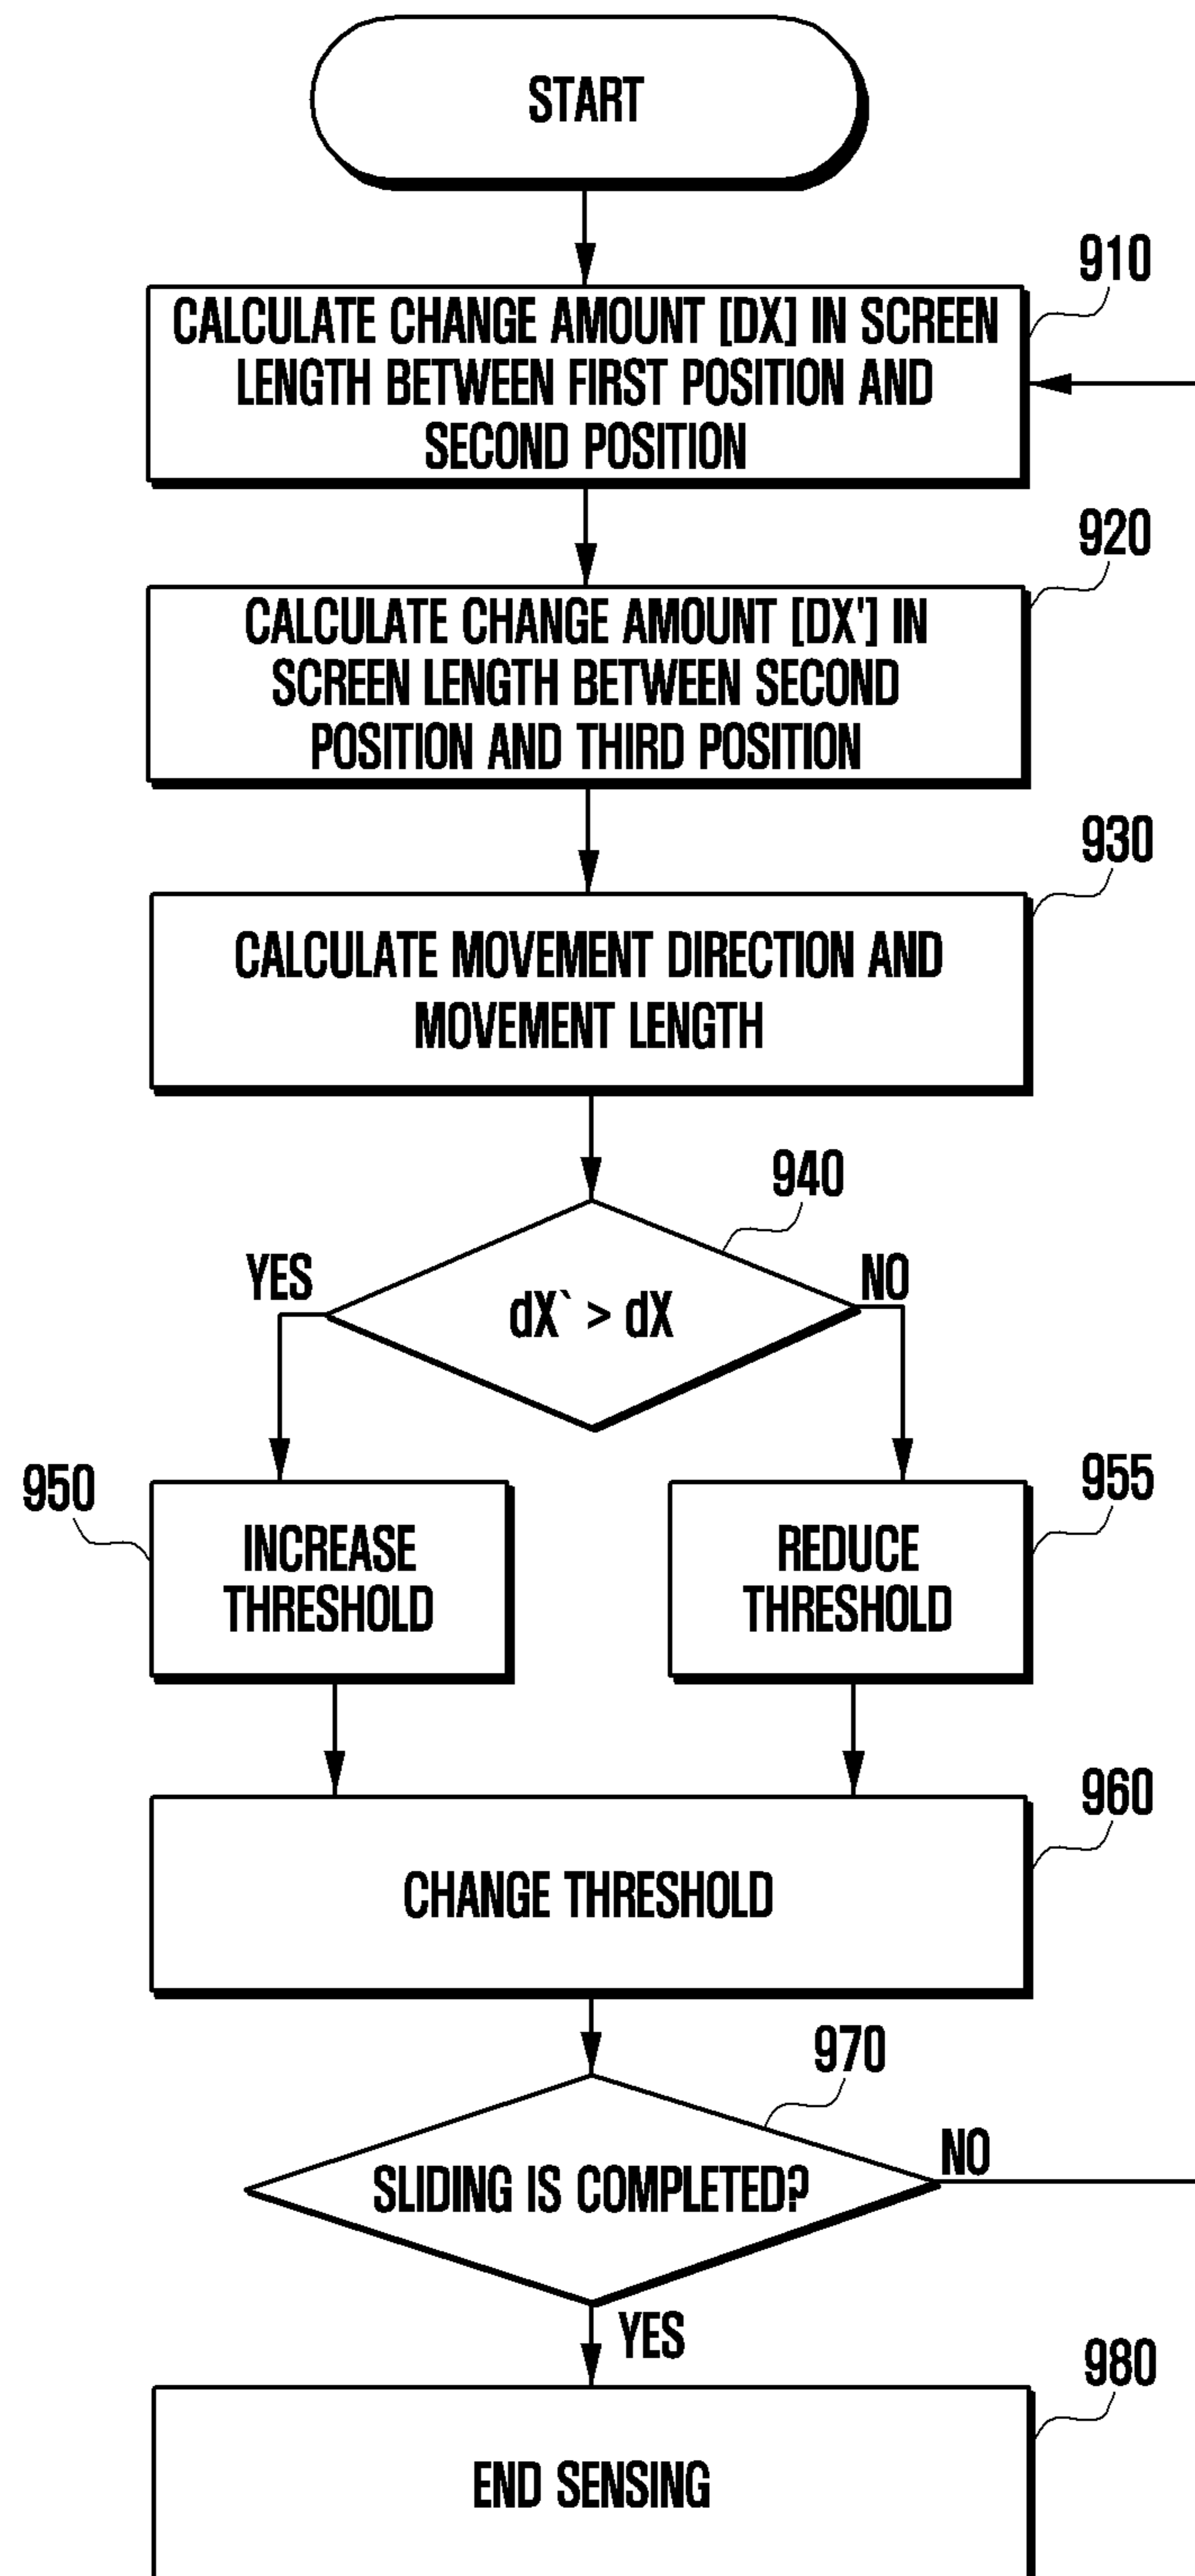 START
910
CALCULATE CHANGE AMOUNT [DX] IN SCREEN
LENGTH BETWEEN FIRST POSITION AND
SECOND POSITION
920
CALCULATE CHANGE AMOUNT [DX'] IN
SCREEN LENGTH BETWEEN SECOND
POSITION AND THIRD POSITION
930
CALCULATE MOVEMENT DIRECTION AND
MOVEMENT LENGTH
940
YES
NO
dX` > dX
950
955
INCREASE
THRESHOLD
REDUCE
THRESHOLD
960
CHANGE THRESHOLD
970
NO
SLIDING IS COMPLETED?
YES
980
END SENSING